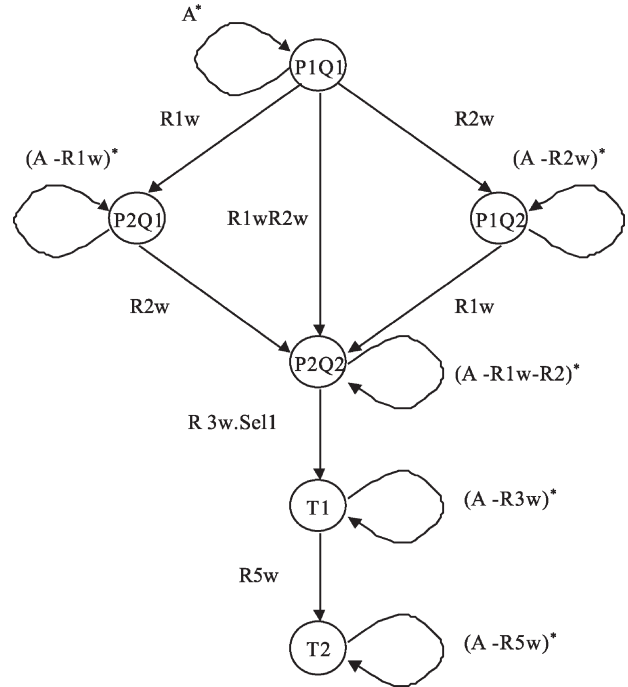 A*
P1Q1
R1w
R2w
(A -R1w)*
(A -R2w)*
P2Q1
R1wR2w
P1Q2
R2w
R1w
P2Q2
(A -R1w-R2)*
R 3w.Sel1
T1
(A -R3w)*
R5w
T2
(A -R5w)*